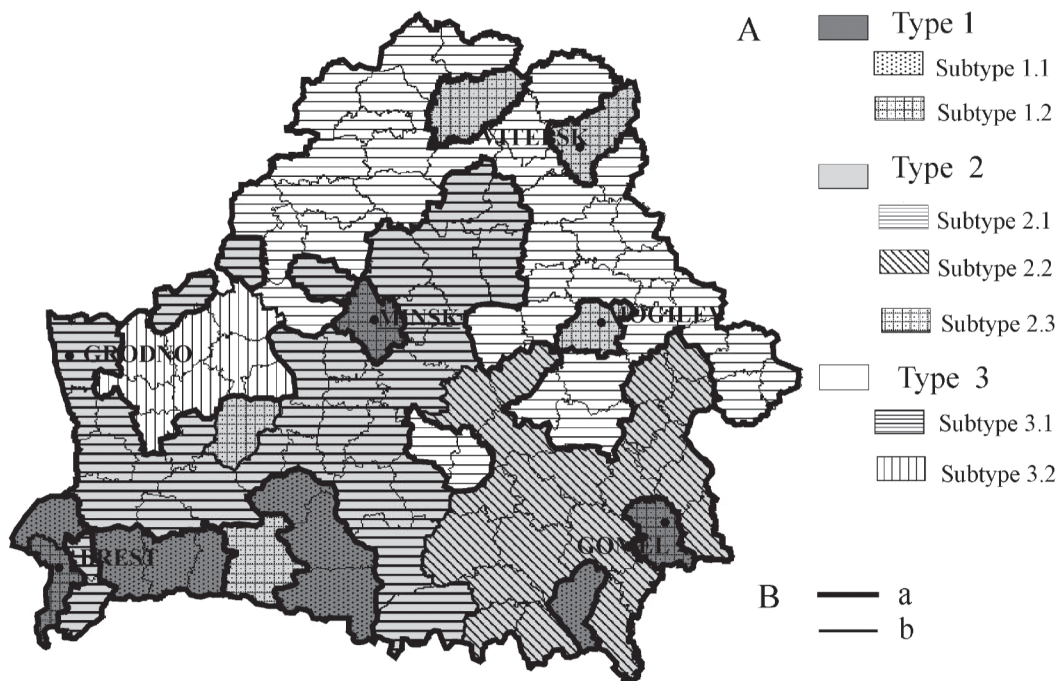 A
Type 1
Subtype 1.1
Subtype 1.2
VITEBSK
Type 2
Subtype 2.1
Subtype 2.2
Subtype 2.3
MINSK
MOGILEV
GRODNO
Type 3
Subtype 3.1
Subtype 3.2
BREST
GOMEL
B
a
b